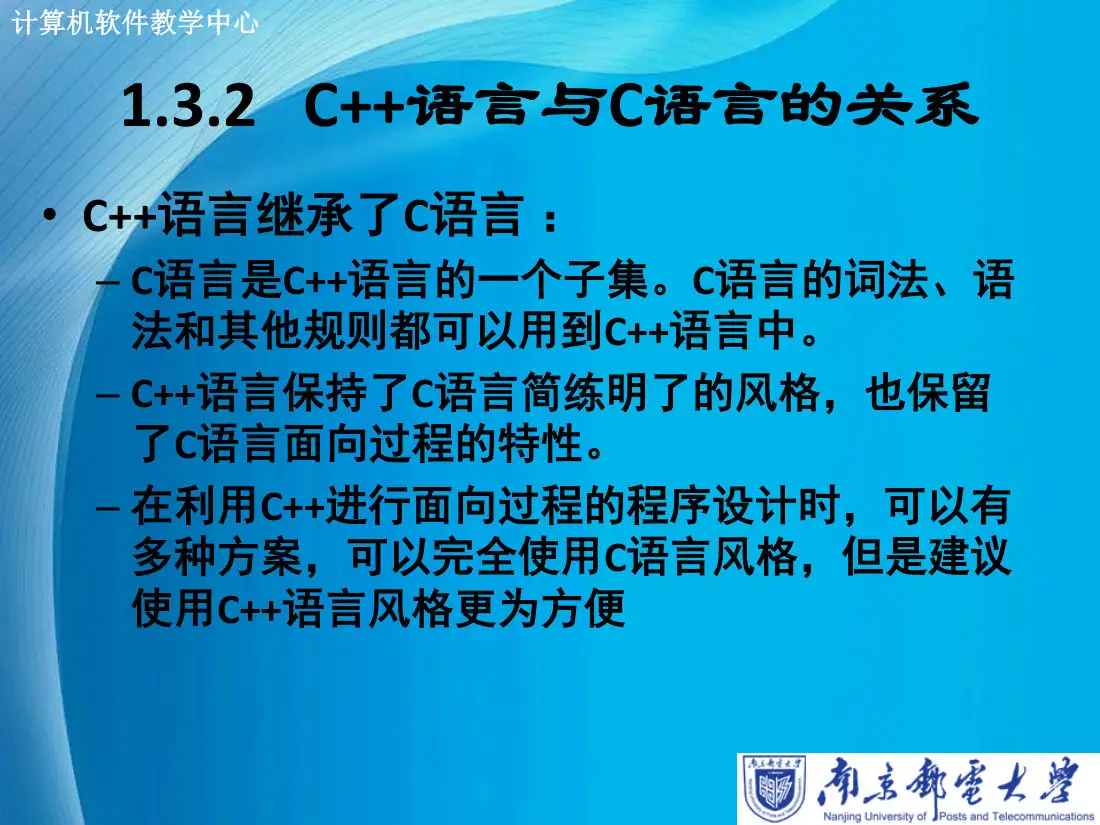 计算机软件教学中心
1.3.2 C++语言与C语言的关系
• C++语言继承了C语言：
– C语言是C++语言的一个子集。C语言的词法、语
法和其他规则都可以用到C++语言中。
– C++语言保持了C语言简练明了的风格，也保留
了C语言面向过程的特性。
– 在利用C++进行面向过程的程序设计时，可以有
多种方案，可以完全使用C语言风格，但是建议
使用C++语言风格更为方便
南京郵電大學
Nanjing University of Posts and Telecommunications